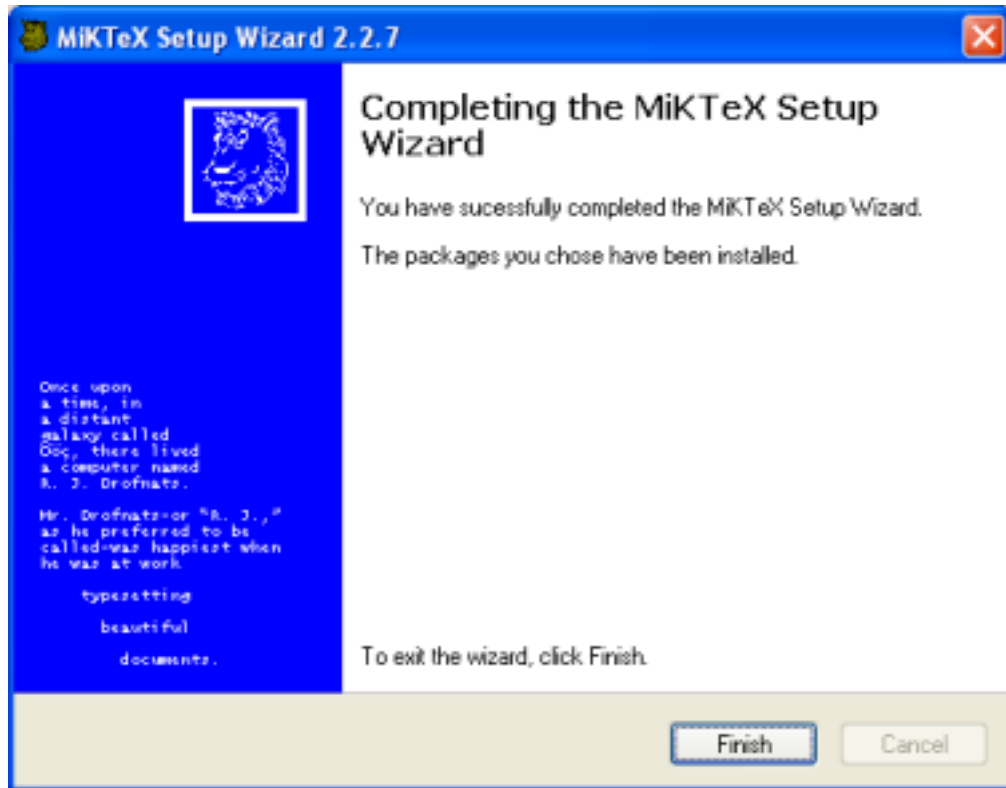 MiKTeX Setup Wizard 2.2.7
Completing the MiKTeX Setup
Wizard
You have sucessfully completed the MiKTeX Setup Wizard.
The packages you chose have been installed.
Once upon
a time, in
a distant
galaxy called
Ööç, there lived
a computer named
R. J. Drofnats.
Mr. Drofnats-or "R. J.,"
as he preferred to be
called-was happiest when
he was at work
typesetting
beautiful
documents.
To exit the wizard, click Finish.
Finish
Cancel